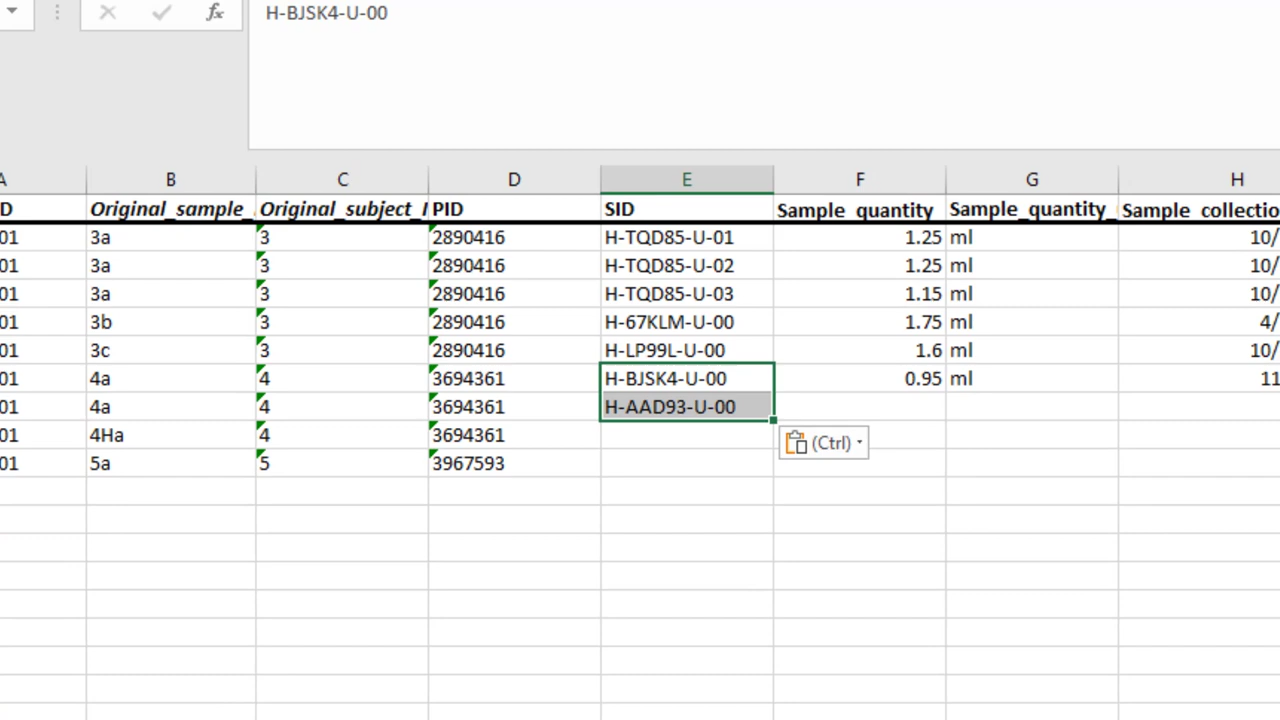 fx H-BJSK4-U-00
A B C D E F G H
D Original_sample_ Original_subject_I PID SID Sample_quantity Sample_quantity_ Sample_collectio
01 3a 3 2890416 H-TQD85-U-01 1.25 ml 10/
01 3a 3 2890416 H-TQD85-U-02 1.25 ml 10/
01 3a 3 2890416 H-TQD85-U-03 1.15 ml 10/
01 3b 3 2890416 H-67KLM-U-00 1.75 ml 4/
01 3c 3 2890416 H-LP99L-U-00 1.6 ml 10/
01 4a 4 3694361 H-BJSK4-U-00 0.95 ml 11
01 4a 4 3694361 H-AAD93-U-00
01 4Ha 4 3694361
(Ctrl)
01 5a 5 3967593